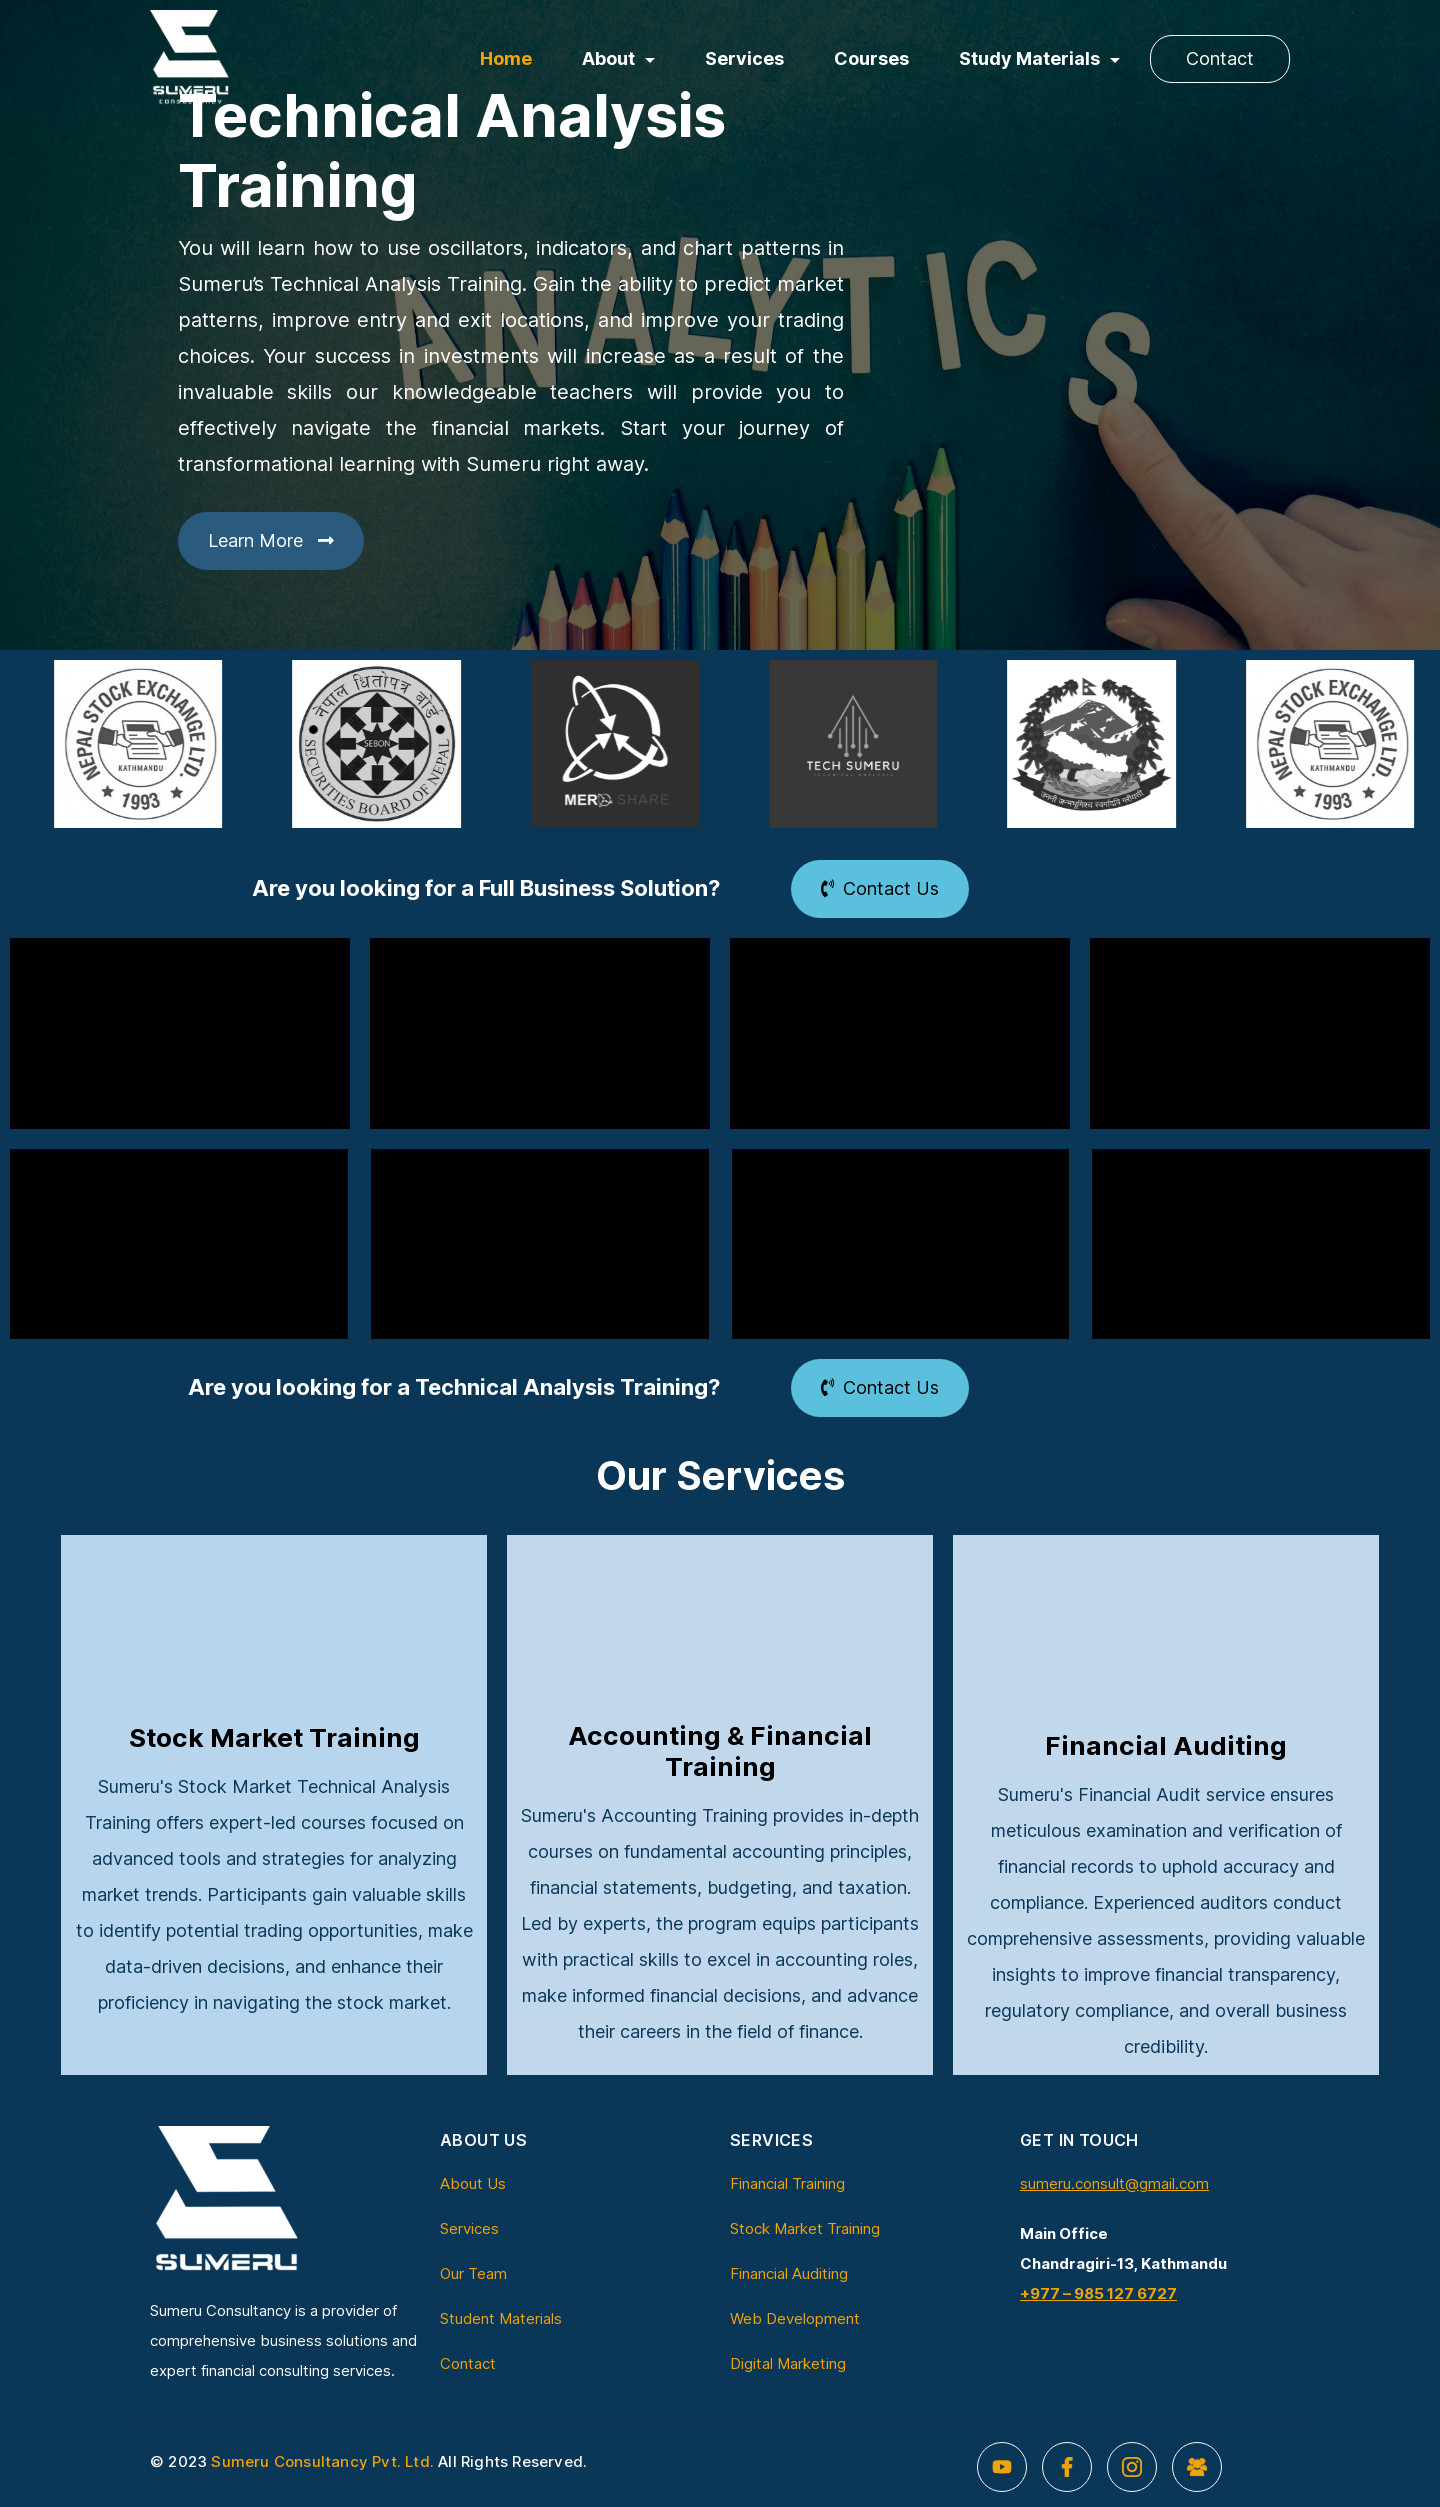 SUMERU
CONSULTANCY
Home
About
Services
Courses
Study Materials
Contact
Technical Analysis
Training
You will learn how to use oscillators, indicators, and chart patterns in
Sumeru's Technical Analysis Training. Gain the ability to predict market
patterns, improve entry and exit locations, and improve your trading
choices. Your success in investments will increase as a result of the
invaluable skills our knowledgeable teachers will provide you to
effectively navigate the financial markets. Start your journey of
transformational learning with Sumeru right away.
ANALYTICS
Learn More
NEPAL STOCK EXCHANGE LTD.
KATHMANDU
1993
नेपाल धितोपत्र बोर्ड
SEBON
SECURITIES BOARD OF NEPAL
MERO SHARE
TECH SUMERU
जननी जन्मभूमिश्च स्वर्गादपि गरीयसी
NEPAL STOCK EXCHANGE LTD.
KATHMANDU
1993
Are you looking for a Full Business Solution?
Contact Us
Are you looking for a Technical Analysis Training?
Contact Us
Our Services
Stock Market Training
Sumeru's Stock Market Technical Analysis
Training offers expert-led courses focused on
advanced tools and strategies for analyzing
market trends. Participants gain valuable skills
to identify potential trading opportunities, make
data-driven decisions, and enhance their
proficiency in navigating the stock market.
Accounting & Financial
Training
Sumeru's Accounting Training provides in-depth
courses on fundamental accounting principles,
financial statements, budgeting, and taxation.
Led by experts, the program equips participants
with practical skills to excel in accounting roles,
make informed financial decisions, and advance
their careers in the field of finance.
Financial Auditing
Sumeru's Financial Audit service ensures
meticulous examination and verification of
financial records to uphold accuracy and
compliance. Experienced auditors conduct
comprehensive assessments, providing valuable
insights to improve financial transparency,
regulatory compliance, and overall business
credibility.
SUMERU
Sumeru Consultancy is a provider of
comprehensive business solutions and
expert financial consulting services.
ABOUT US
About Us
Services
Our Team
Student Materials
Contact
SERVICES
Financial Training
Stock Market Training
Financial Auditing
Web Development
Digital Marketing
GET IN TOUCH
sumeru.consult@gmail.com
Main Office
Chandragiri-13, Kathmandu
+977 – 985 127 6727
© 2023 Sumeru Consultancy Pvt. Ltd. All Rights Reserved.